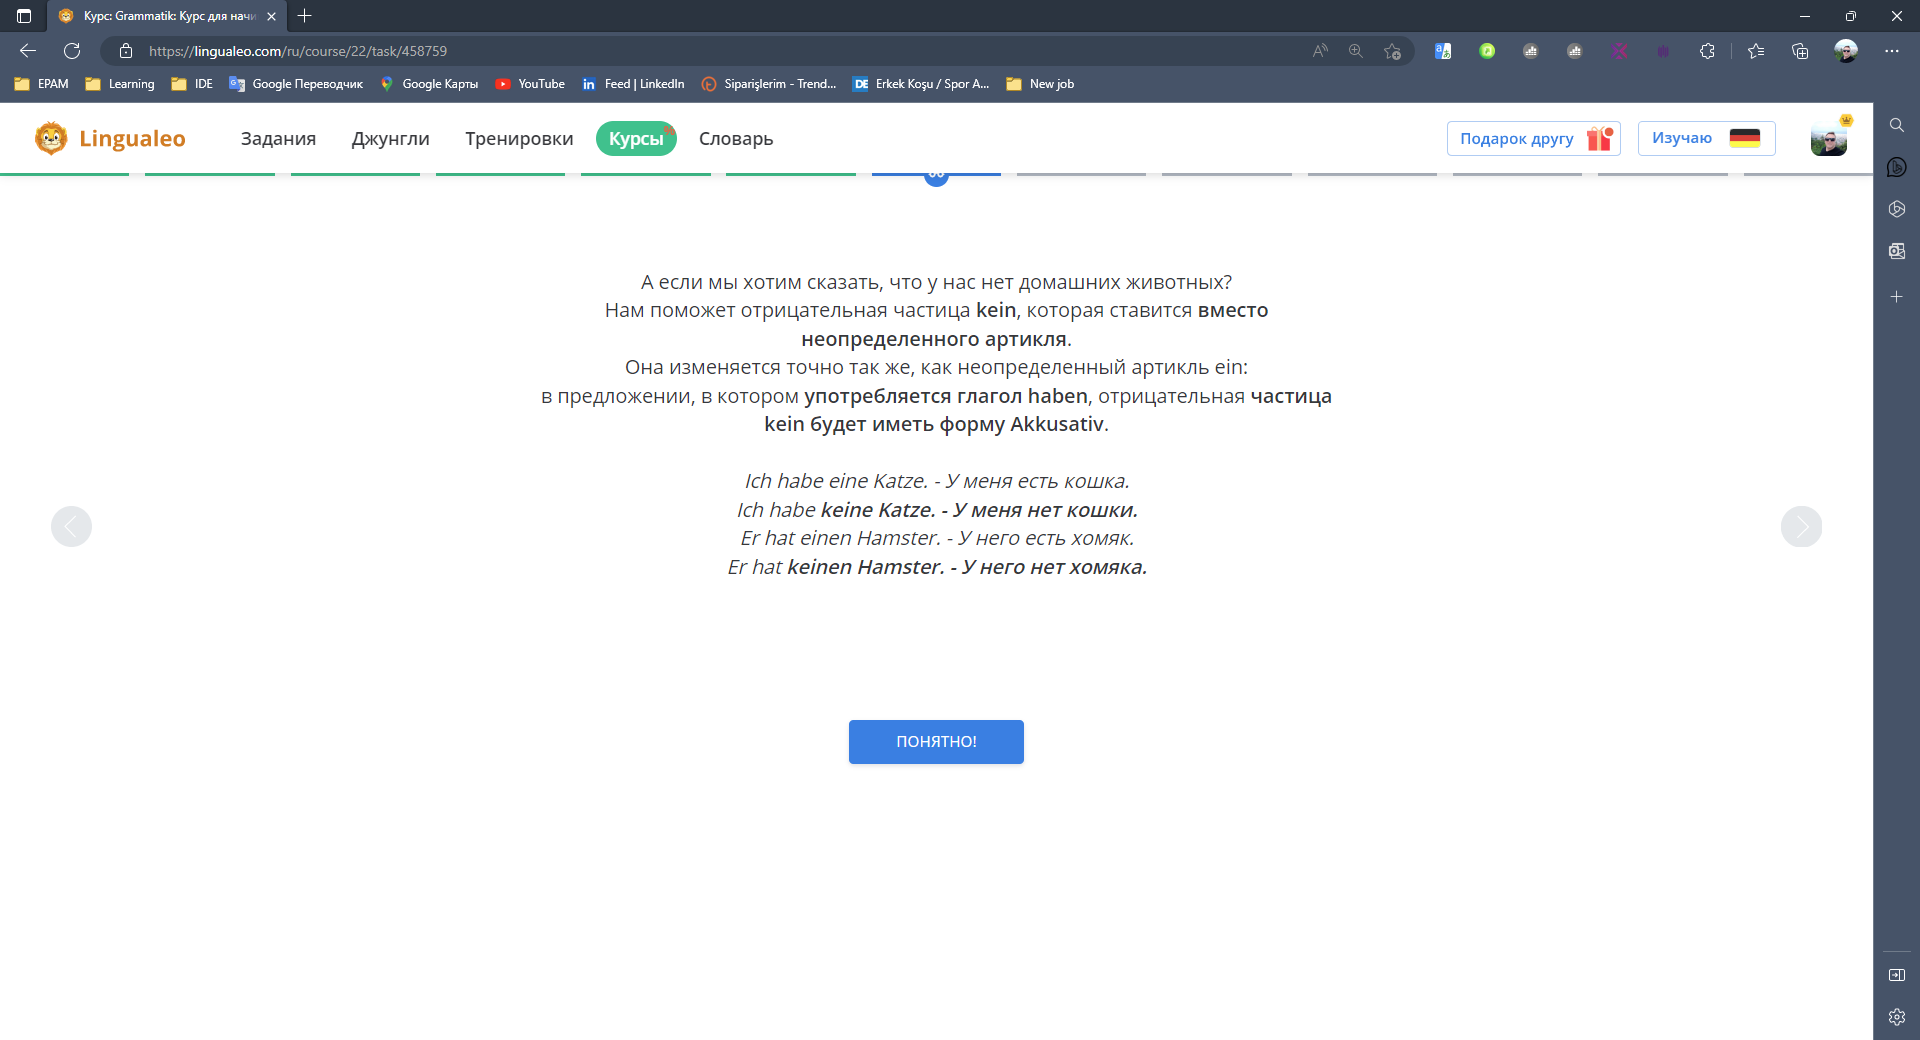 Курс: Grammatik: Курс для начи
https://lingualeo.com/ru/course/22/task/458759
EPAM Learning IDE Google Переводчик Google Карты YouTube Feed | LinkedIn Siparişlerim - Trend... Erkek Koşu / Spor A... New job
Lingualeo Задания Джунгли Тренировки Курсы Словарь Подарок другу Изучаю
А если мы хотим сказать, что у нас нет домашних животных?
Нам поможет отрицательная частица kein, которая ставится вместо
неопределенного артикля.
Она изменяется точно так же, как неопределенный артикль ein:
в предложении, в котором употребляется глагол haben, отрицательная частица
kein будет иметь форму Akkusativ.
Ich habe eine Katze. - У меня есть кошка.
Ich habe keine Katze. - У меня нет кошки.
Er hat einen Hamster. - У него есть хомяк.
Er hat keinen Hamster. - У него нет хомяка.
ПОНЯТНО!